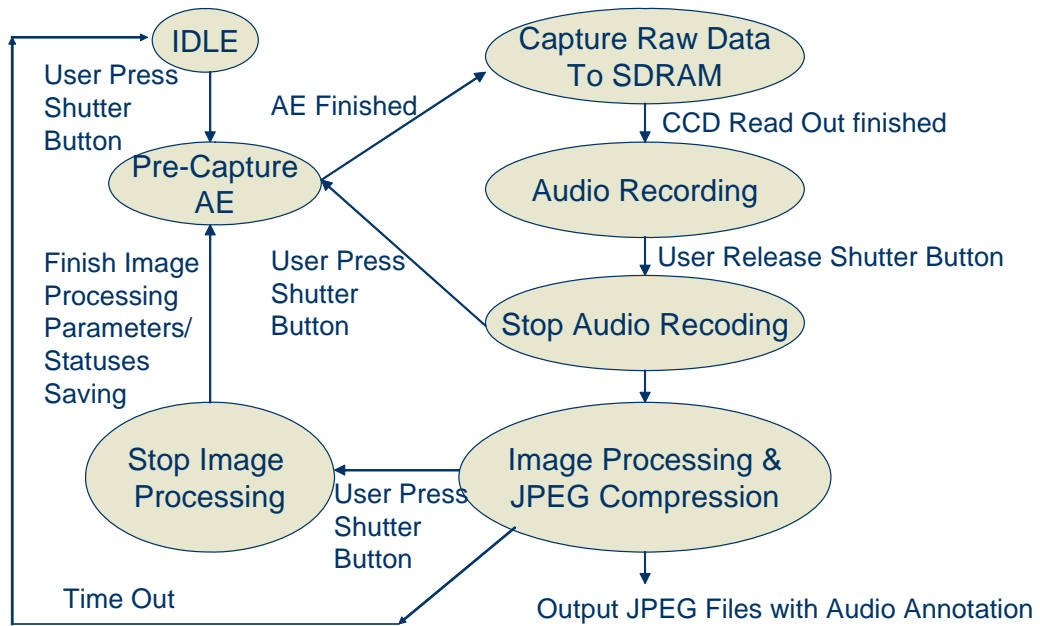 IDLE
User Press
Shutter
Button
Pre-Capture
AE
AE Finished
Capture Raw Data
To SDRAM
CCD Read Out finished
Audio Recording
User Release Shutter Button
Stop Audio Recoding
User Press
Shutter
Button
Finish Image
Processing
Parameters/
Statuses
Saving
Stop Image
Processing
User Press
Shutter
Button
Image Processing &
JPEG Compression
Time Out
Output JPEG Files with Audio Annotation